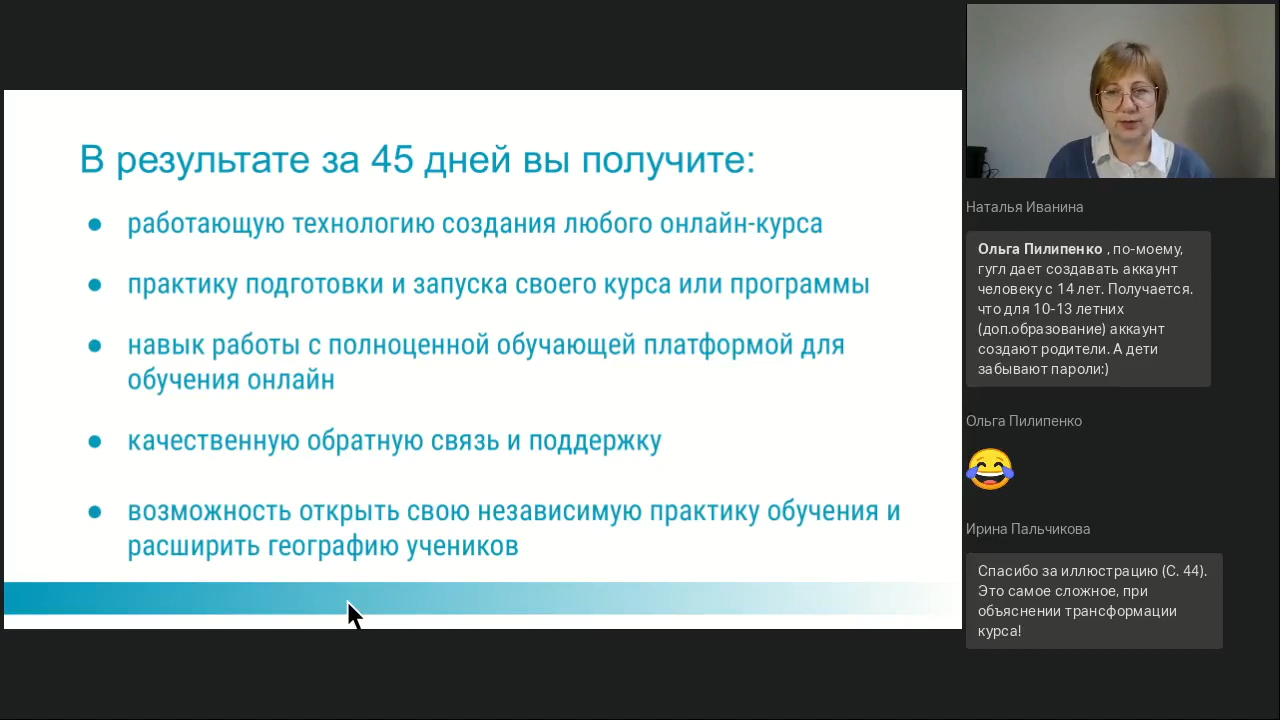 В результате за 45 дней вы получите:
● работающую технологию создания любого онлайн-курса
● практику подготовки и запуска своего курса или программы
● навык работы с полноценной обучающей платформой для
обучения онлайн
● качественную обратную связь и поддержку
● возможность открыть свою независимую практику обучения и
расширить географию учеников
Наталья Иванина
Ольга Пилипенко , по-моему,
гугл дает создавать аккаунт
человеку с 14 лет. Получается.
что для 10-13 летних
(доп.образование) аккаунт
создают родители. А дети
забывают пароли:)
Ольга Пилипенко
Ирина Пальчикова
Спасибо за иллюстрацию (С. 44).
Это самое сложное, при
объяснении трансформации
курса!